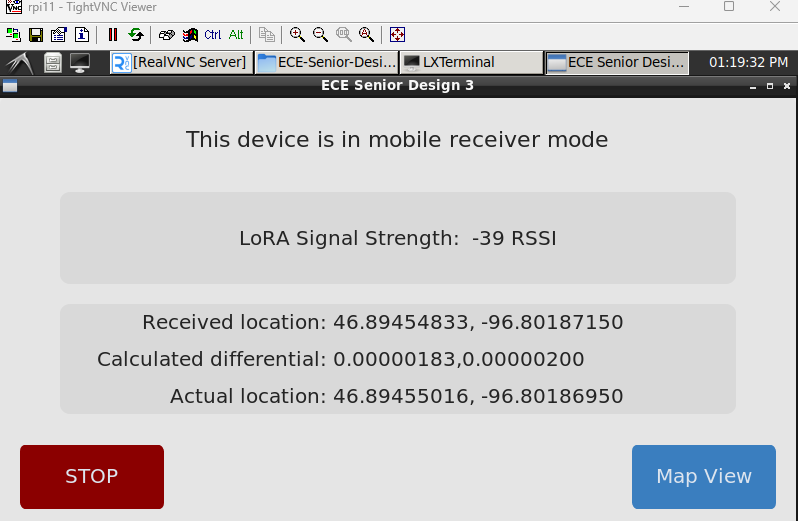 rpi11 - TightVNC Viewer
Ctrl Alt
[RealVNC Server] ECE-Senior-Desi... LXTerminal ECE Senior Desi... 01:19:32 PM
ECE Senior Design 3
This device is in mobile receiver mode
LoRA Signal Strength: -39 RSSI
Received location: 46.89454833, -96.80187150
Calculated differential: 0.00000183,0.00000200
Actual location: 46.89455016, -96.80186950
STOP Map View